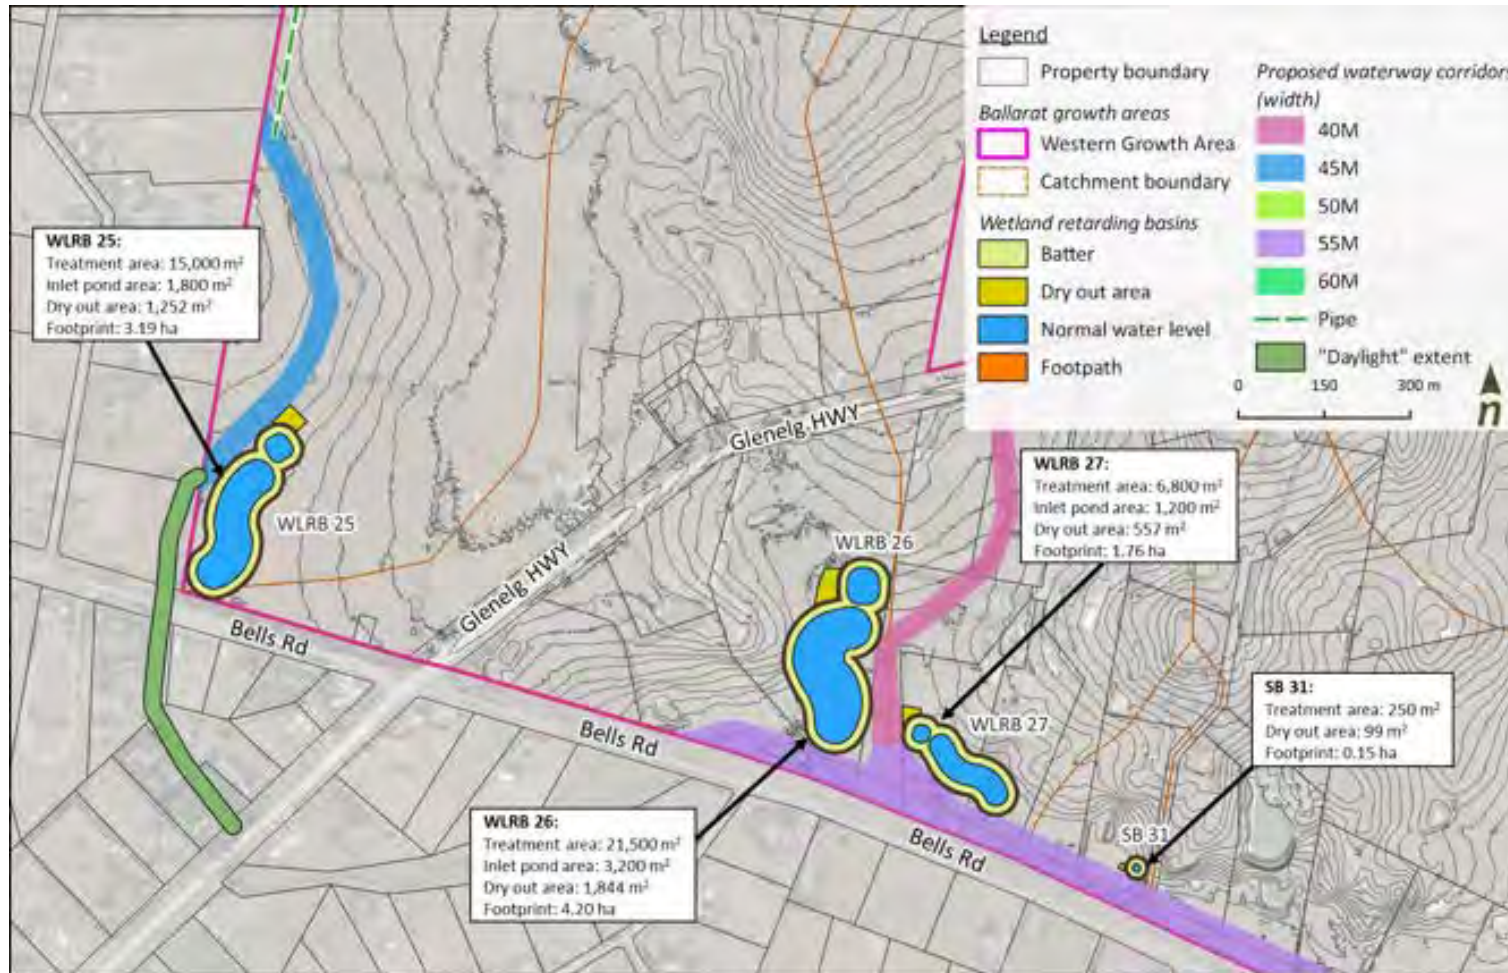 Legend
Property boundary
Ballarat growth areas
Western Growth Area
Catchment boundary
Wetland retarding basins
Batter
Dry out area
Normal water level
Footpath
Proposed waterway corridors
(width)
40M
45M
50M
55M
60M
Pipe
"Daylight" extent
0 150 300 m
n
WLRB 25:
Treatment area: 15,000 m²
Inlet pond area: 1,800 m²
Dry out area: 1,252 m²
Footprint: 3.19 ha
WLRB 25
Glenelg HWY
Glenelg HWY
WLRB 27:
Treatment area: 6,800 m²
Inlet pond area: 1,200 m²
Dry out area: 557 m²
Footprint: 1.76 ha
WLRB 26
WLRB 27
Bells Rd
Bells Rd
Bells Rd
SB 31:
Treatment area: 250 m²
Dry out area: 99 m²
Footprint: 0.15 ha
SB 31
WLRB 26:
Treatment area: 21,500 m²
Inlet pond area: 3,200 m²
Dry out area: 1,844 m²
Footprint: 4.20 ha